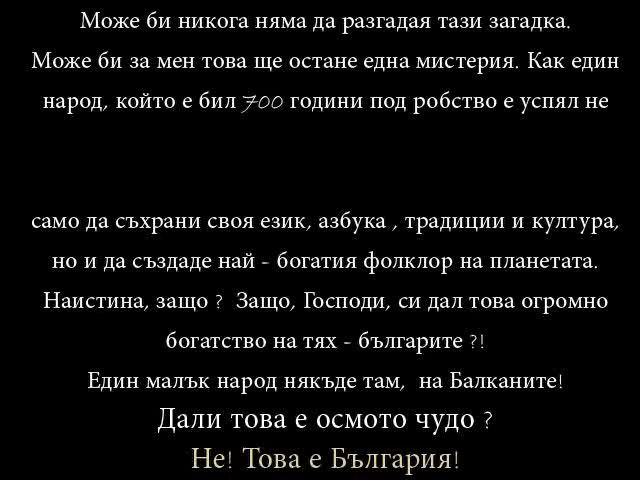 Може би никога няма да разгадая тази загадка.
Може би за мен това ще остане една мистерия. Как един
народ, който е бил 700 години под робство е успял не
само да съхрани своя език, азбука , традиции и култура,
но и да създаде най - богатия фолклор на планетата.
Наистина, защо ? Защо, Господи, си дал това огромно
богатство на тях - българите ?!
Един малък народ някъде там, на Балканите!
Дали това е осмото чудо ?
Не! Това е България!